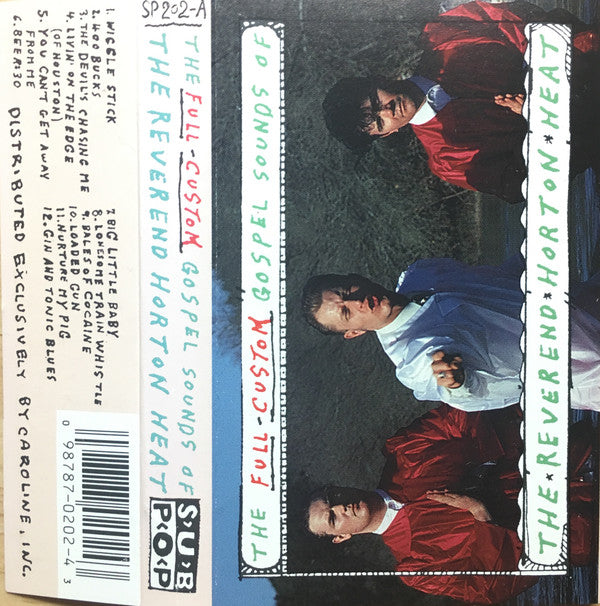 1. WIGGLE STICK
2. 400 BUCKS
3. THE DEVIL'S CHASING ME
4. LIVIN' ON THE EDGE
(OF HOUSTON)
5. YOU CAN'T GET AWAY
FROM ME
6. BEER:30
7. BIG LITTLE BABY
8. LONESOME TRAIN WHISTLE
9. BALES OF COCAINE
10. LOADED GUN
11. NURTURE MY PIG
12. GIN AND TONIC BLUES
DISTRIBUTED EXCLUSIVELY BY CAROLINE, INC.
0 98787-0202-4 3
SP202-A
THE FULL-CUSTOM GOSPEL SOUNDS OF
THE REVEREND HORTON HEAT
SUB
POP
THE FULL-CUSTOM GOSPEL SOUNDS OF
THE★REVEREND★HORTON★HEAT